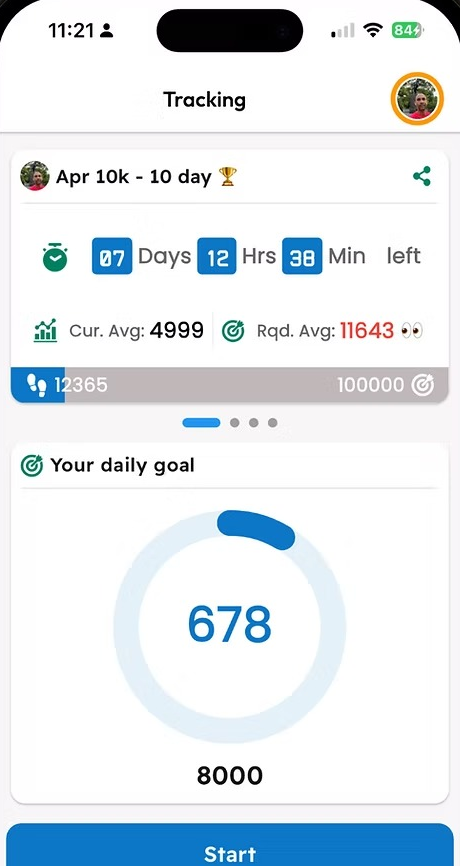 11:21
84
Tracking
Apr 10k - 10 day 🏆
07 Days 12 Hrs 38 Min left
Cur. Avg: 4999 Rqd. Avg: 11643 👀
12365 100000
Your daily goal
678
8000
Start